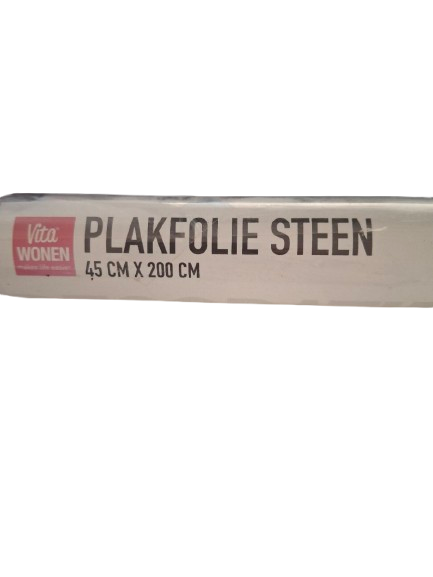 Vita
WONEN
PLAKFOLIE STEEN
45 CM X 200 CM